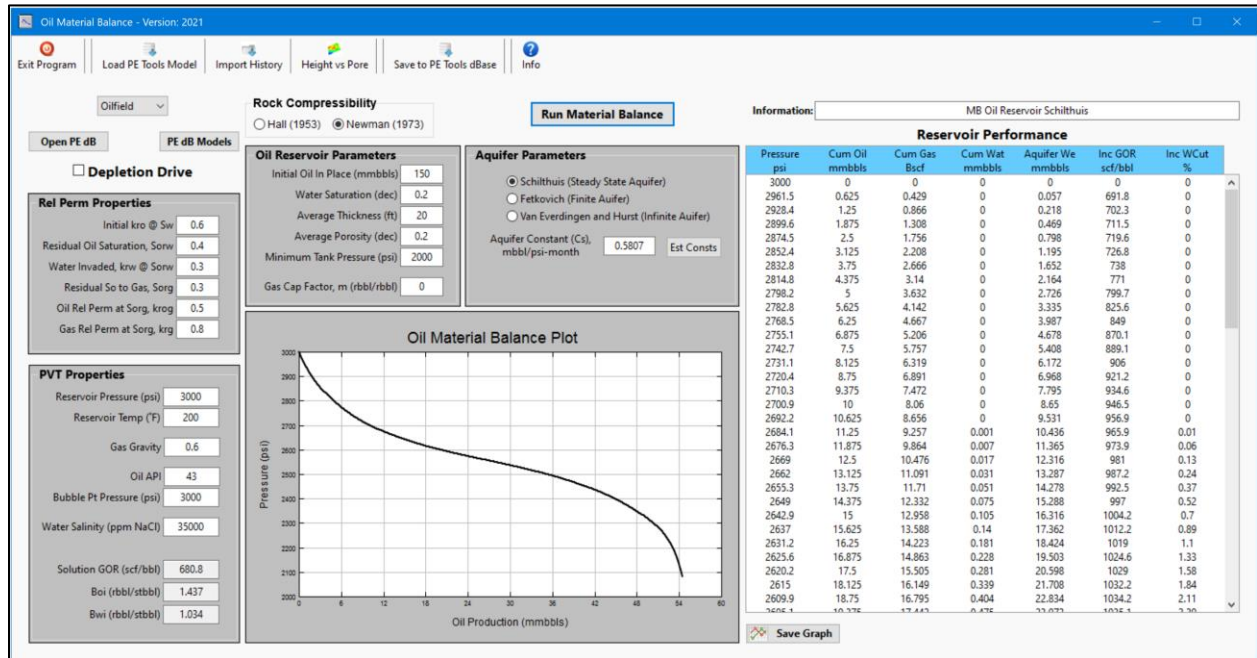 Oil Material Balance - Version: 2021
Exit Program Load PE Tools Model Import History Height vs Pore Save to PE Tools dBase Info
Oilfield
Open PE dB PE dB Models
Depletion Drive
Rel Perm Properties
Initial kro @ Sw 0.6
Residual Oil Saturation, Sorw 0.4
Water Invaded, krw @ Sorw 0.3
Residual So to Gas, Sorg 0.3
Oil Rel Perm at Sorg, krog 0.5
Gas Rel Perm at Sorg, krg 0.8
PVT Properties
Reservoir Pressure (psi) 3000
Reservoir Temp (°F) 200
Gas Gravity 0.6
Oil API 43
Bubble Pt Pressure (psi) 3000
Water Salinity (ppm NaCl) 35000
Solution GOR (scf/bbl) 680.8
Boi (rbbl/stbbl) 1.437
Bwi (rbbl/stbbl) 1.034
Rock Compressibility
Hall (1953) Newman (1973)
Run Material Balance
Oil Reservoir Parameters
Initial Oil In Place (mmbbls) 150
Water Saturation (dec) 0.2
Average Thickness (ft) 20
Average Porosity (dec) 0.2
Minimum Tank Pressure (psi) 2000
Gas Cap Factor, m (rbbl/rbbl) 0
Aquifer Parameters
Schilthuis (Steady State Aquifer)
Fetkovich (Finite Auifer)
Van Everdingen and Hurst (Infinite Auifer)
Aquifer Constant (Cs),
mbbl/psi-month 0.5807 Est Consts
Oil Material Balance Plot
Pressure (psi)
3000
2900
2800
2700
2600
2500
2400
2300
2200
2100
2000
0 6 12 18 24 30 36 42 48 54 60
Oil Production (mmbbls)
Information: MB Oil Reservoir Schilthuis
Reservoir Performance
Pressure Cum Oil Cum Gas Cum Wat Aquifer We Inc GOR Inc WCut
psi mmbbls Bscf mmbbls mmbbls scf/bbl %
3000 0 0 0 0 0 0
2961.5 0.625 0.429 0 0.057 691.8 0
2928.4 1.25 0.866 0 0.218 702.3 0
2899.6 1.875 1.308 0 0.469 711.5 0
2874.5 2.5 1.756 0 0.798 719.6 0
2852.4 3.125 2.208 0 1.195 726.8 0
2832.8 3.75 2.666 0 1.652 738 0
2814.8 4.375 3.14 0 2.164 771 0
2798.2 5 3.632 0 2.726 799.7 0
2782.8 5.625 4.142 0 3.335 825.6 0
2768.5 6.25 4.667 0 3.987 849 0
2755.1 6.875 5.206 0 4.678 870.1 0
2742.7 7.5 5.757 0 5.408 889.1 0
2731.1 8.125 6.319 0 6.172 906 0
2720.4 8.75 6.891 0 6.968 921.2 0
2710.3 9.375 7.472 0 7.795 934.6 0
2700.9 10 8.06 0 8.65 946.5 0
2692.2 10.625 8.656 0 9.531 956.9 0
2684.1 11.25 9.257 0.001 10.436 965.9 0.01
2676.3 11.875 9.864 0.007 11.365 973.9 0.06
2669 12.5 10.476 0.017 12.316 981 0.13
2662 13.125 11.091 0.031 13.287 987.2 0.24
2655.3 13.75 11.71 0.051 14.278 992.5 0.37
2649 14.375 12.332 0.075 15.288 997 0.52
2642.9 15 12.958 0.105 16.316 1004.2 0.7
2637 15.625 13.588 0.14 17.362 1012.2 0.89
2631.2 16.25 14.223 0.181 18.424 1019 1.1
2625.6 16.875 14.863 0.228 19.503 1024.6 1.33
2620.2 17.5 15.505 0.281 20.598 1029 1.58
2615 18.125 16.149 0.339 21.708 1032.2 1.84
2609.9 18.75 16.795 0.404 22.834 1034.2 2.11
Save Graph